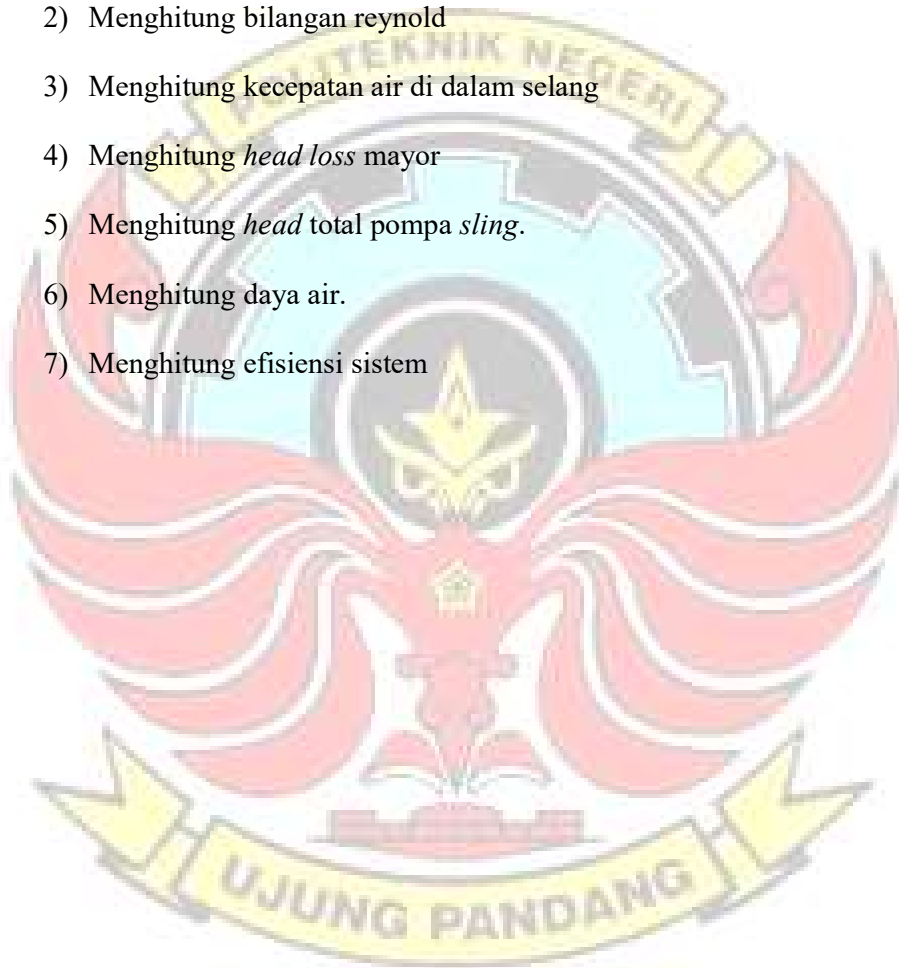 2) Menghitung bilangan reynold
POLITEKNIK NEGERI
3) Menghitung kecepatan air di dalam selang
4) Menghitung head loss mayor
5) Menghitung head total pompa sling.
6) Menghitung daya air.
7) Menghitung efisiensi sistem
UJUNG PANDANG